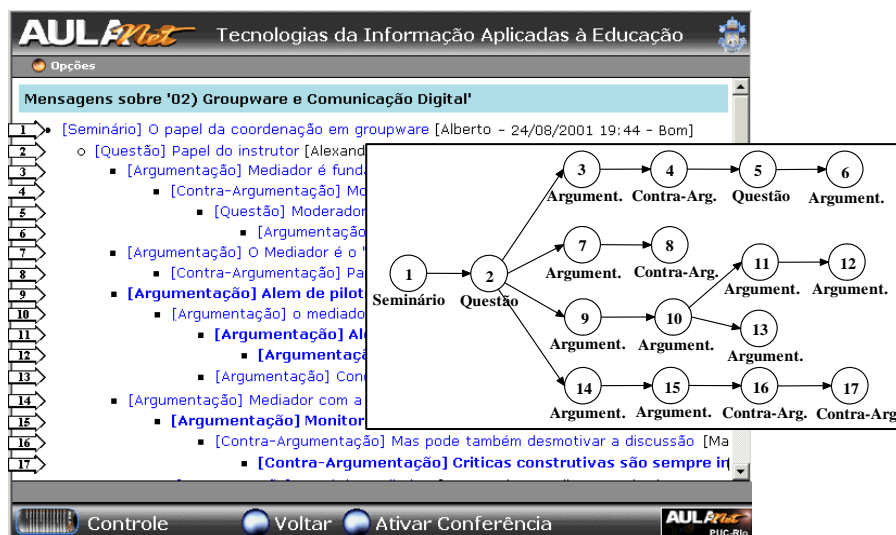 AULANet Tecnologias da Informação Aplicadas à Educação
Opções
Mensagens sobre '02) Groupware e Comunicação Digital'
1 [Seminário] O papel da coordenação em groupware [Alberto - 24/08/2001 19:44 - Bom]
2 [Questão] Papel do instrutor [Alexand
3 [Argumentação] Mediador é fund
4 [Contra-Argumentação] Mo
5 [Questão] Moderador
6 [Argumentação
7 [Argumentação] O Mediador é o
8 [Contra-Argumentação] Pa
9 [Argumentação] Alem de pilot
10 [Argumentação] o mediado
11 [Argumentação] Al
12 [Argumentaçã
13 [Argumentação] Con
14 [Argumentação] Mediador com a
15 [Argumentação] Monitor
16 [Contra-Argumentação] Mas pode também desmotivar a discussão [Ma
17 [Contra-Argumentação] Criticas construtivas são sempre in
3 4 5 6
Argument. Contra-Arg. Questão Argument.
7 8
Argument. Contra-Arg.
1 2
Seminário Questão
11 12
Argument. Argument.
9 10
Argument. Argument.
13
Argument.
14 15 16 17
Argument. Argument. Contra-Arg. Contra-Arg
Controle Voltar Ativar Conferência AULANet
PUC-Rio